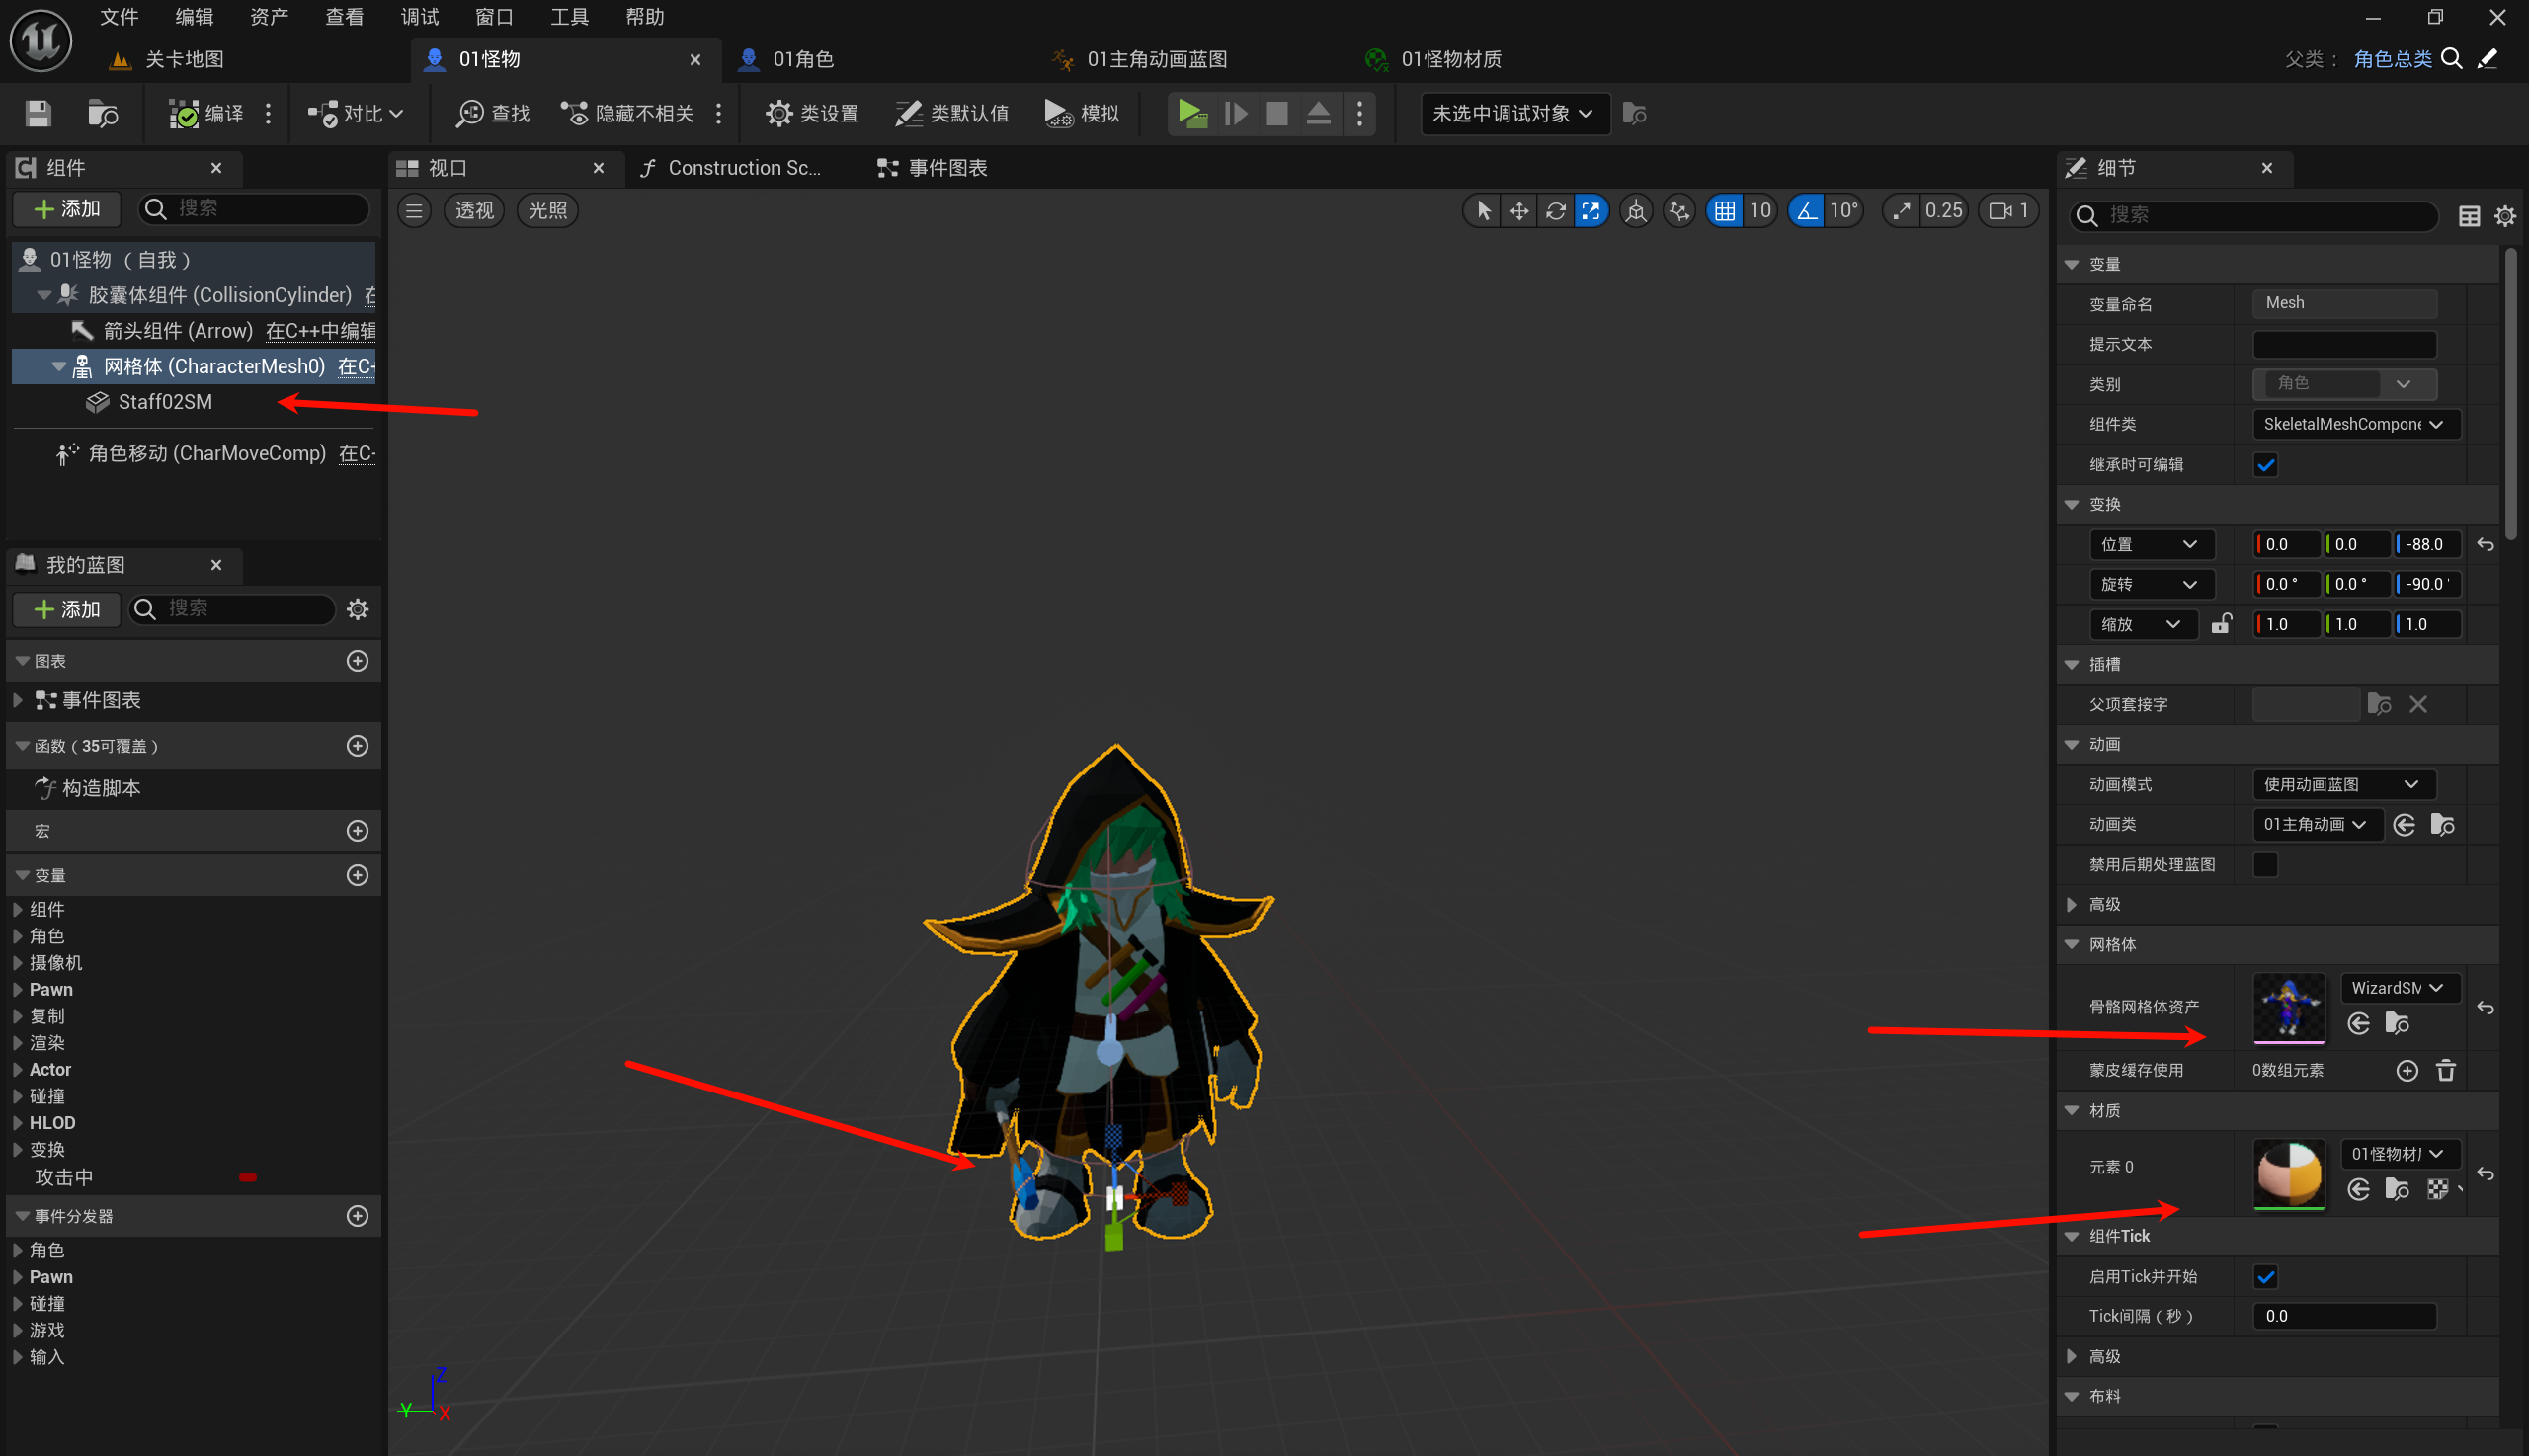 文件 编辑 资产 查看 调试 窗口 工具 帮助
关卡地图 01怪物 01角色 01主角动画蓝图 01怪物材质 父类： 角色总类
编译 对比 查找 隐藏不相关 类设置 类默认值 模拟 未选中调试对象
组件
添加 搜索
01怪物 （自我）
胶囊体组件 (CollisionCylinder)
箭头组件 (Arrow) 在C++中编辑
网格体 (CharacterMesh0) 在C+
Staff02SM
角色移动 (CharMoveComp) 在C+
我的蓝图
添加 搜索
图表
事件图表
函数（35可覆盖）
构造脚本
宏
变量
组件
角色
摄像机
Pawn
复制
渲染
Actor
碰撞
HLOD
变换
攻击中
事件分发器
角色
Pawn
碰撞
游戏
输入
视口 Construction Sc... 事件图表
透视 光照 10 10° 0.25 1
Z
Y X
细节
搜索
变量
变量命名 Mesh
提示文本
类别 角色
组件类 SkeletalMeshCompone
继承时可编辑
变换
位置 0.0 0.0 -88.0
旋转 0.0° 0.0° -90.0°
缩放 1.0 1.0 1.0
插槽
父项套接字
动画
动画模式 使用动画蓝图
动画类 01主角动画
禁用后期处理蓝图
高级
网格体
骨骼网格体资产 WizardSM
蒙皮缓存使用 0数组元素
材质
元素 0 01怪物材
组件Tick
启用Tick并开始
Tick间隔（秒） 0.0
高级
布料